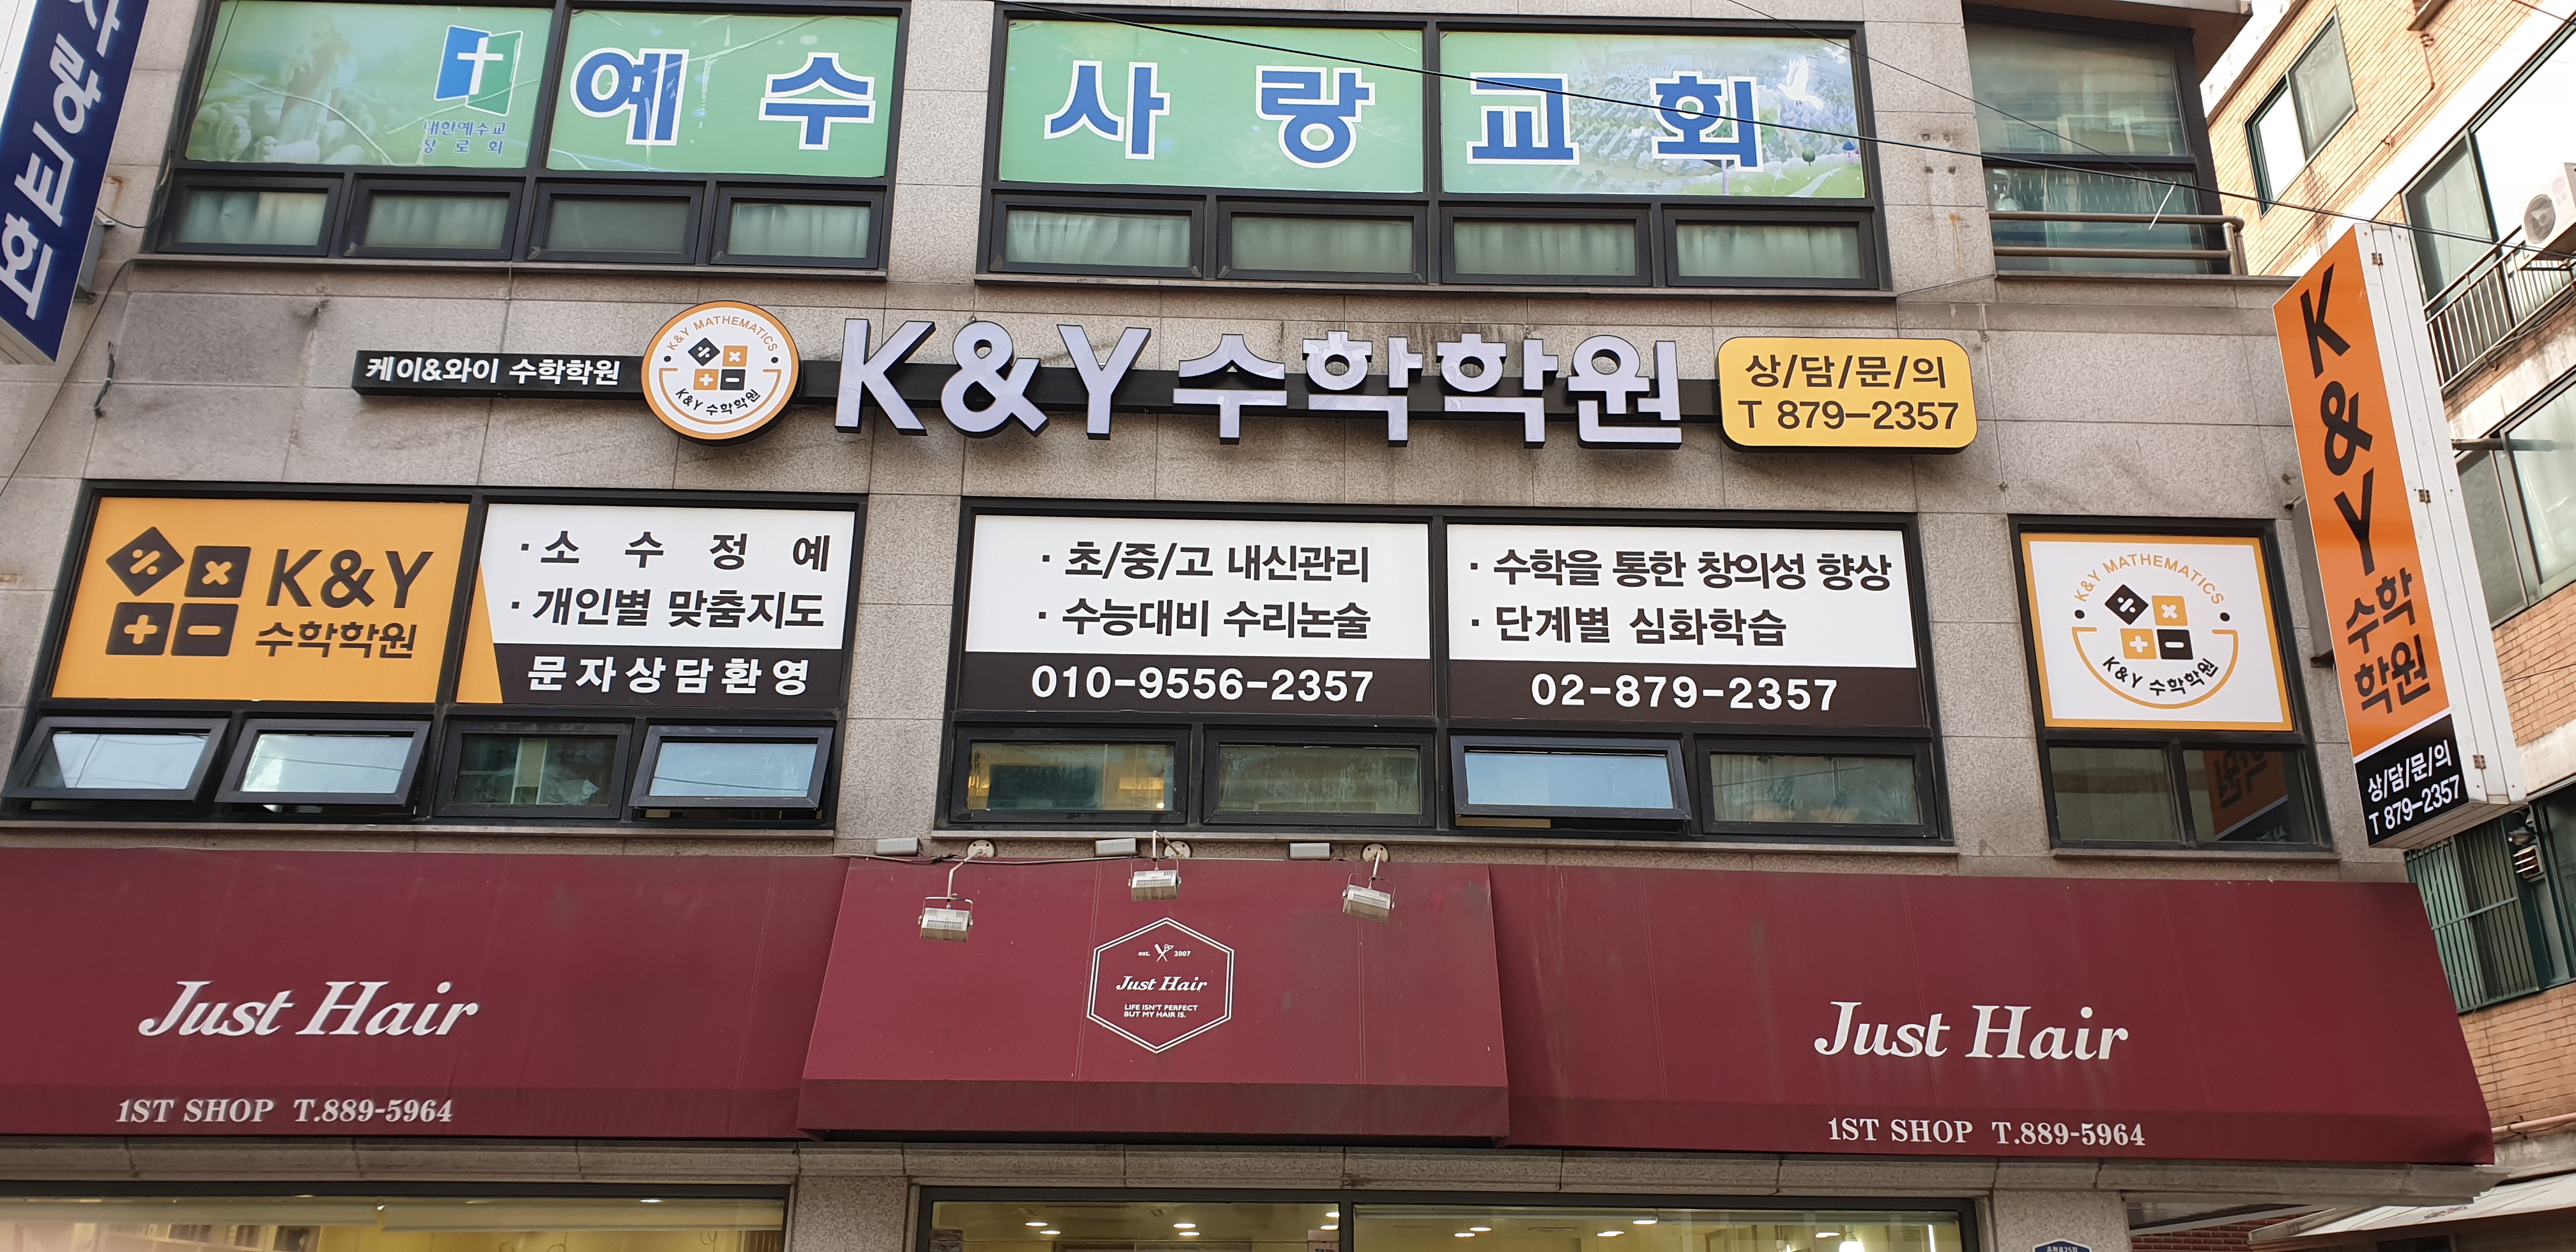 사랑교회
대한예수교
장로회
예수
사랑교회
케이&와이 수학학원
K&Y MATHEMATICS
K&Y 수학학원
K&Y 수학학원
상/담/문/의
T 879-2357
K&Y
수학학원
· 소 수 정 예
· 개인별 맞춤지도
문자상담환영
· 초/중/고 내신관리
· 수능대비 수리논술
010-9556-2357
· 수학을 통한 창의성 향상
· 단계별 심화학습
02-879-2357
K&Y MATHEMATICS
K&Y 수학학원
K&Y
수학
학원
상/담/문/의
T 879-2357
Just Hair
1ST SHOP T.889-5964
est. 2007
Just Hair
LIFE ISN'T PERFECT
BUT MY HAIR IS.
Just Hair
1ST SHOP T.889-5964